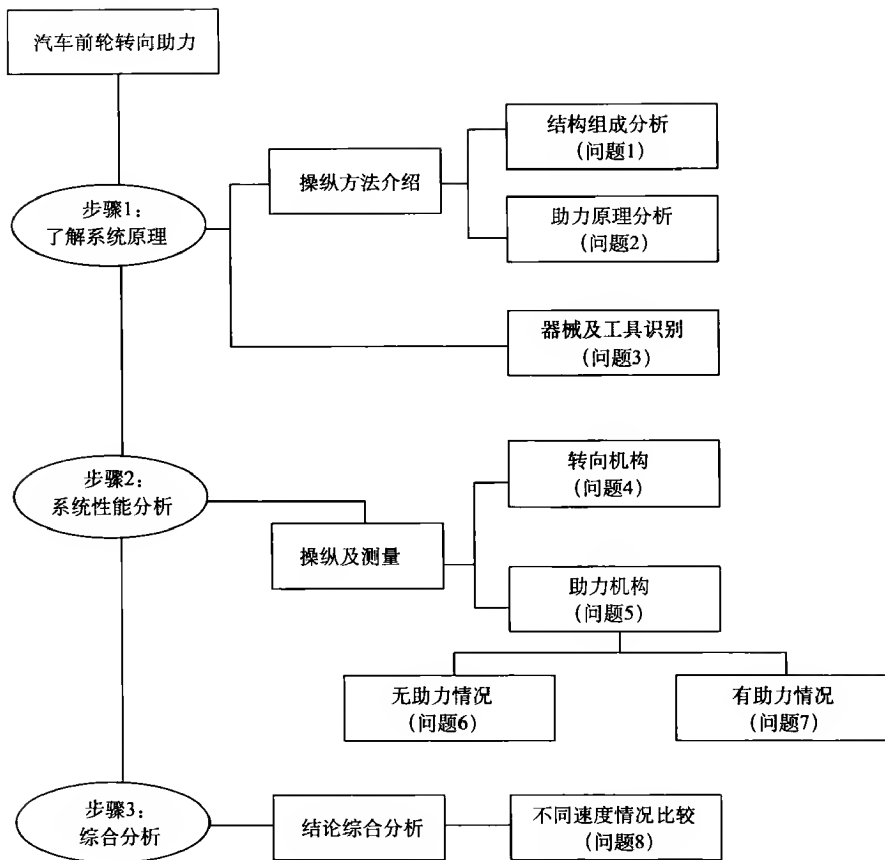 汽车前轮转向助力
步骤1：
了解系统原理
操纵方法介绍
结构组成分析
（问题1）
助力原理分析
（问题2）
器械及工具识别
（问题3）
步骤2：
系统性能分析
操纵及测量
转向机构
（问题4）
助力机构
（问题5）
无助力情况
（问题6）
有助力情况
（问题7）
步骤3：
综合分析
结论综合分析
不同速度情况比较
（问题8）